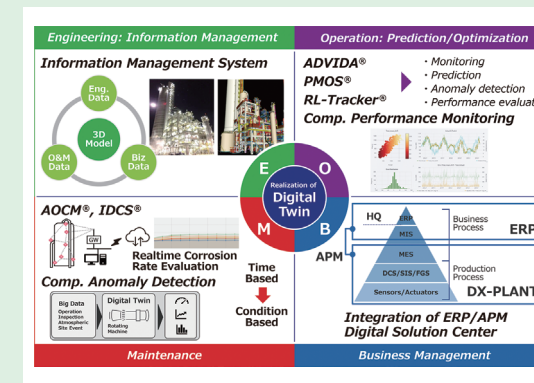 Engineering: Information Management
Information Management System
Eng.
Data
3D
Model
O&M
Data
Biz
Data
Operation: Prediction/Optimization
ADVIDA®
PMOS®
RL-Tracker®
・Monitoring
・Prediction
・Anomaly detection
・Performance evaluat
Comp. Performance Monitoring
E
O
M
B
Realization of
Digital
Twin
AOCM®, IDCS®
GW
Realtime Corrosion
Rate Evaluation
Comp. Anomaly Detection
Big Data
Operation
Inspection
Atmospheric
Site Event
Digital Twin
Rotating
Machine
Time
Based
Condition
Based
Maintenance
HQ
ERP
MIS
MES
DCS/SIS/FGS
Sensors/Actuators
APM
Business
Process
ERP
Production
Process
DX-PLANT
Integration of ERP/APM
Digital Solution Center
Business Management